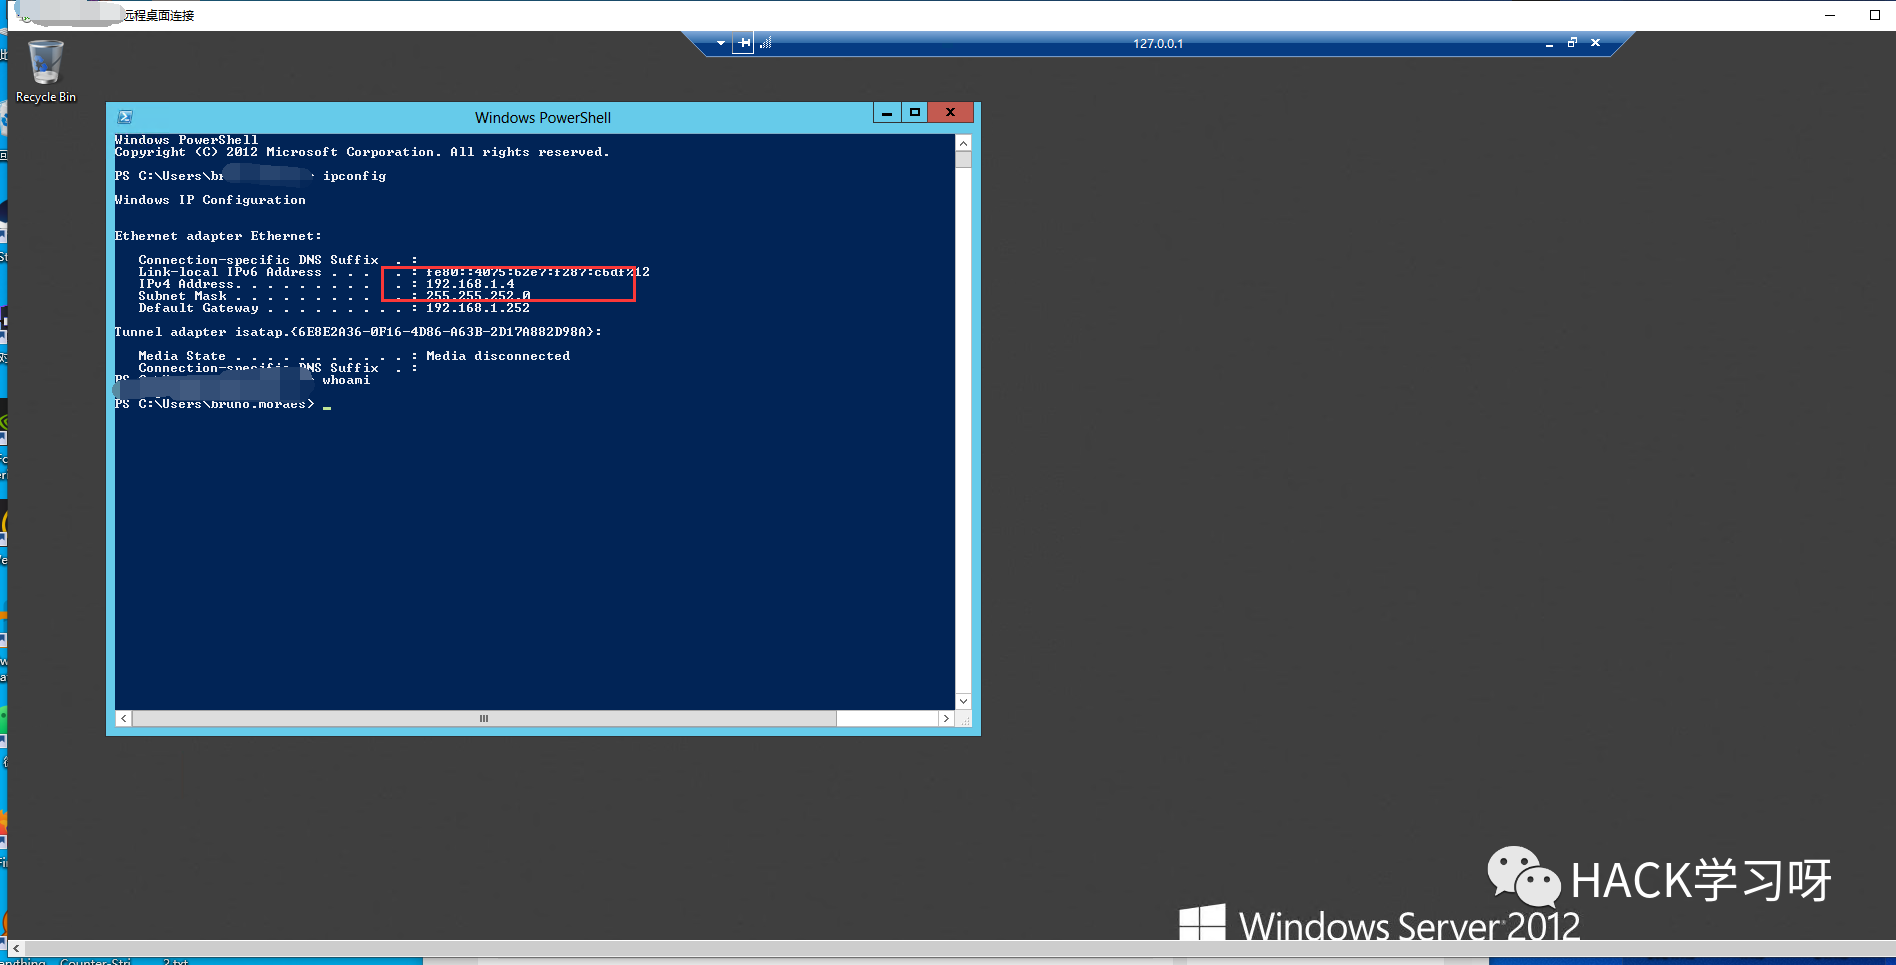 远程桌面连接
127.0.0.1
Recycle Bin
Windows PowerShell
Windows PowerShell
Copyright (C) 2012 Microsoft Corporation. All rights reserved.
PS C:\Users\br ipconfig
Windows IP Configuration
Ethernet adapter Ethernet:
Connection-specific DNS Suffix . :
Link-local IPv6 Address . . . . . : fe80::4075:62e7:f287:c6df%12
IPv4 Address. . . . . . . . . . . : 192.168.1.4
Subnet Mask . . . . . . . . . . . : 255.255.252.0
Default Gateway . . . . . . . . . : 192.168.1.252
Tunnel adapter isatap.{6E8E2A36-0F16-4D86-A63B-2D17A882D98A}:
Media State . . . . . . . . . . . : Media disconnected
Connection-specific DNS Suffix . :
PS whoami
PS C:\Users\bruno.moraes>
HACK学习呀
Windows Server 2012
Counter-Stri
2.txt